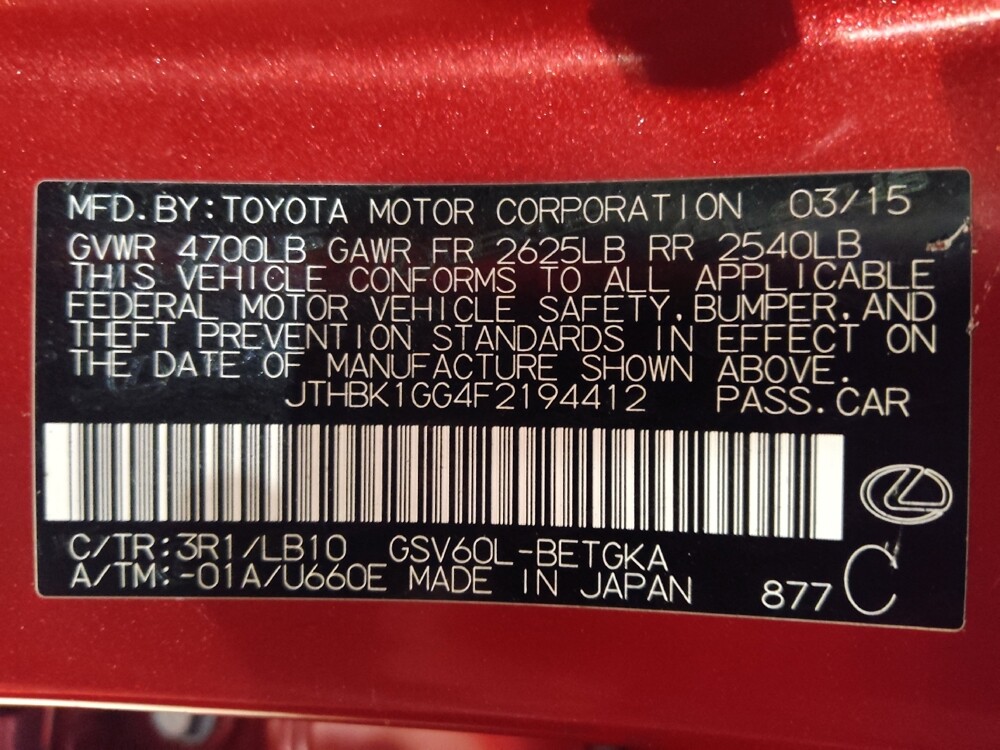 MFD.BY:TOYOTA MOTOR CORPORATION 03/15
GVWR 4700LB GAWR FR 2625LB RR 2540LB
THIS VEHICLE CONFORMS TO ALL APPLICABLE
FEDERAL MOTOR VEHICLE SAFETY,BUMPER,AND
THEFT PREVENTION STANDARDS IN EFFECT ON
THE DATE OF MANUFACTURE SHOWN ABOVE.
JTHBK1GG4F2194412 PASS.CAR
C/TR:3R1/LB10 GSV60L-BETGKA
A/TM:-01A/U660E MADE IN JAPAN 877 C